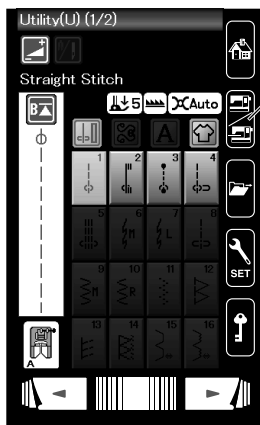 Utility(U) (1/2)
Straight Stitch
B
5
Auto
A
1 2 3 4
5 6 7 8
M L
9 10 11 12
M R
SET
13 14 15 16
A